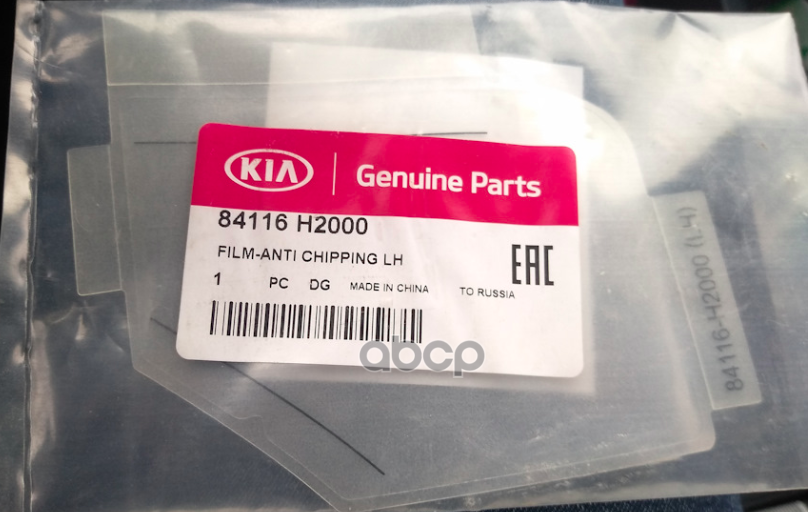 KIA Genuine Parts
84116 H2000
FILM-ANTI CHIPPING LH
EAC
1 PC DG MADE IN CHINA TO RUSSIA
abcp
84116-H2000 (LH)